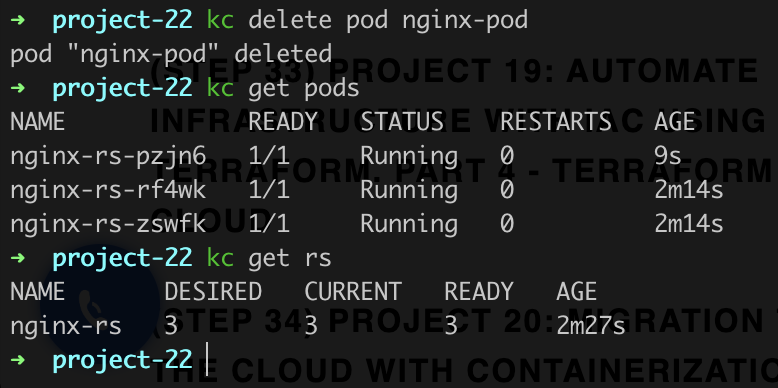 ➜ project-22 kc delete pod nginx-pod
pod "nginx-pod" deleted
(STEP 33) PROJECT 19: AUTOMATE
➜ project-22 kc get pods
NAME READY STATUS RESTARTS AGE
INFRASTRUCTURE WITH IAC USING
nginx-rs-pzjn6 1/1 Running 0 9s
TERRAFORM. PART 4 - TERRAFORM
nginx-rs-rf4wk 1/1 Running 0 2m14s
nginx-rs-zswfk 1/1 Running 0 2m14s
CLOUD
➜ project-22 kc get rs
NAME DESIRED CURRENT READY AGE
nginx-rs 3 3 3 2m27s
(STEP 34) PROJECT 20: MIGRATION
➜ project-22
THE CLOUD WITH